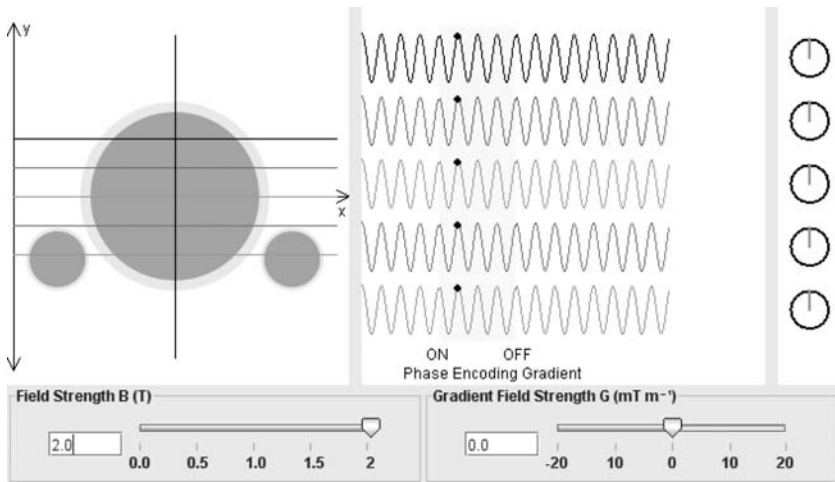 y
x
ON OFF
Phase Encoding Gradient
Field Strength B (T)
2.0
0.0 0.5 1.0 1.5 2
Gradient Field Strength G (mT m⁻¹)
0.0
-20 10 0 10 20